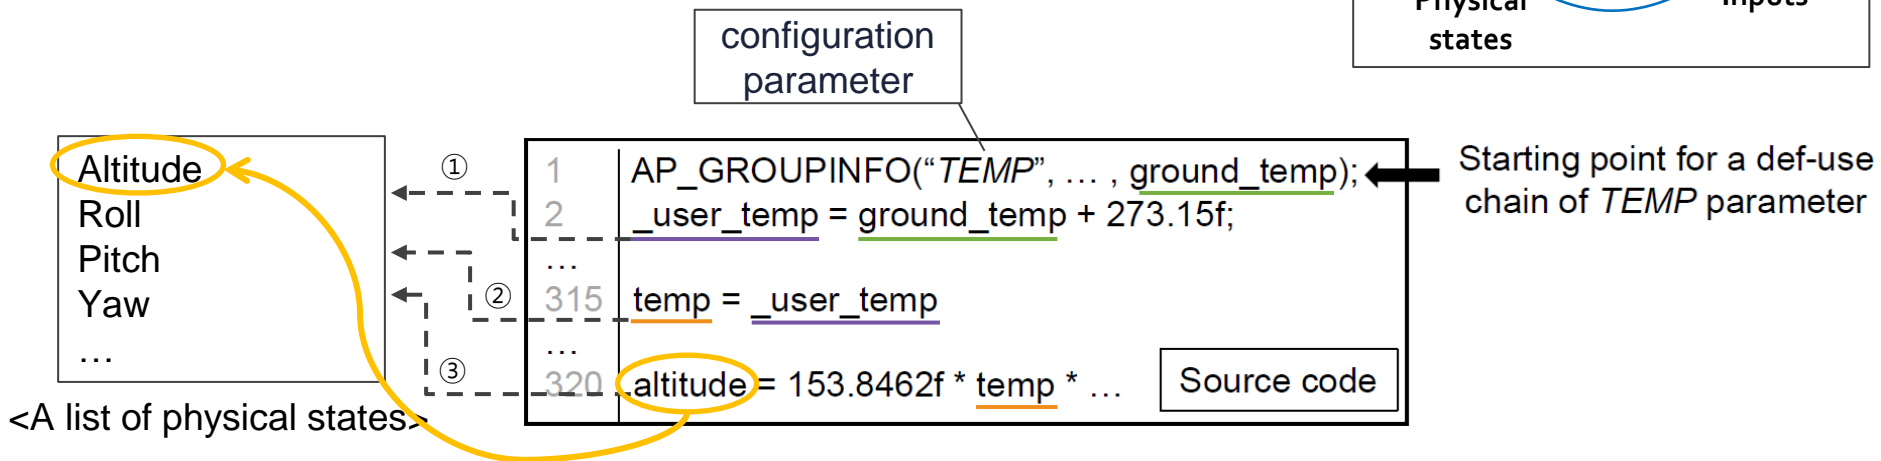 Physical
states
Inputs
configuration
parameter
Altitude
Roll
Pitch
Yaw
…
<A list of physical states>
①
②
③
1 AP_GROUPINFO(“TEMP”, … , ground_temp);
2 _user_temp = ground_temp + 273.15f;
…
315 temp = _user_temp
…
320 altitude = 153.8462f * temp * …
Source code
Starting point for a def-use
chain of TEMP parameter